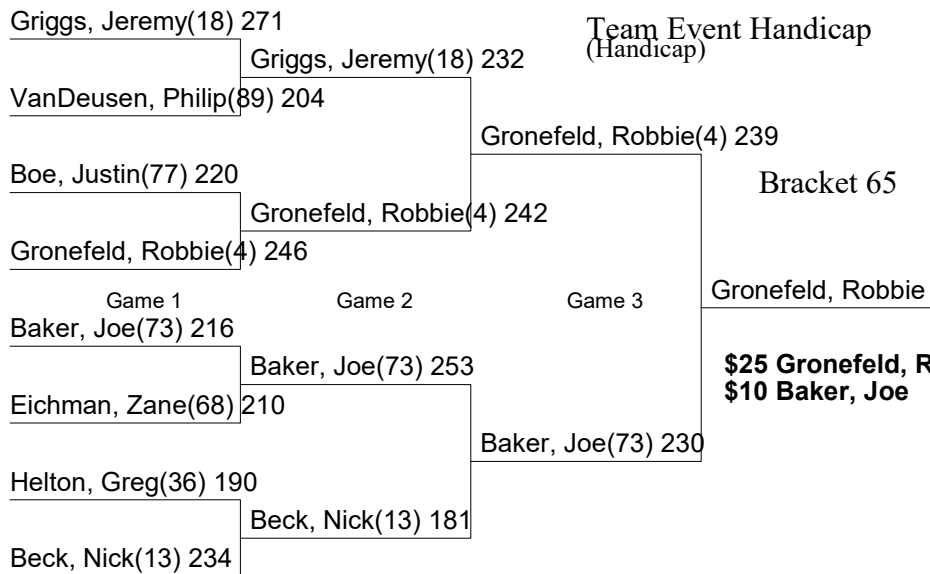 Griggs, Jeremy(18) 271
Team Event Handicap
(Handicap)
Griggs, Jeremy(18) 232
VanDeusen, Philip(89) 204
Gronefeld, Robbie(4) 239
Boe, Justin(77) 220
Bracket 65
Gronefeld, Robbie(4) 242
Gronefeld, Robbie(4) 246
Game 1
Game 2
Game 3
Gronefeld, Robbie
Baker, Joe(73) 216
Baker, Joe(73) 253
$25 Gronefeld, R
$10 Baker, Joe
Eichman, Zane(68) 210
Baker, Joe(73) 230
Helton, Greg(36) 190
Beck, Nick(13) 181
Beck, Nick(13) 234